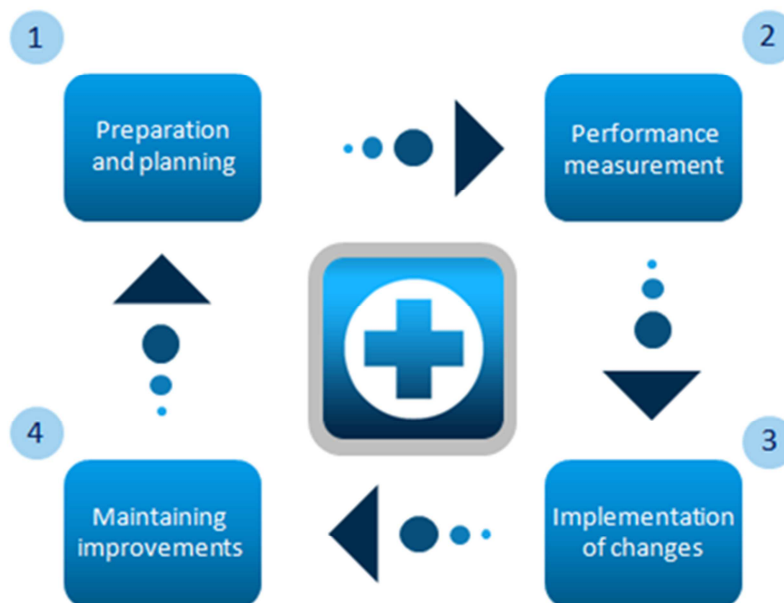 1
Preparation
and planning
2
Performance
measurement
4
Maintaining
improvements
3
Implementation
of changes